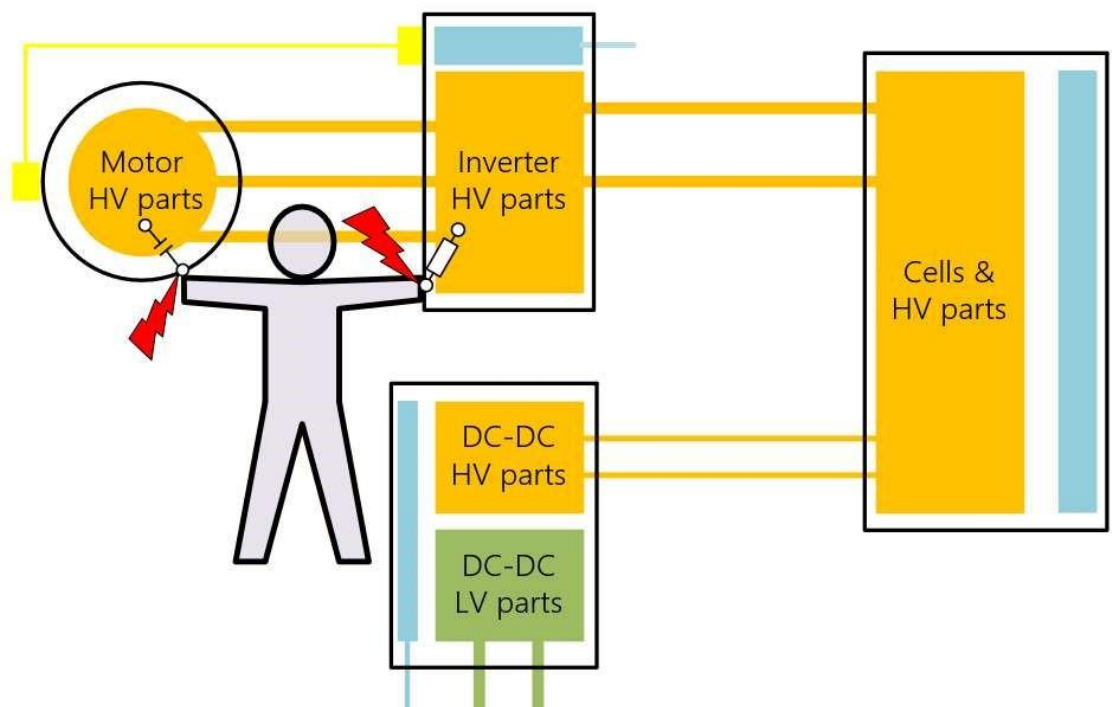 Motor
HV parts
Inverter
HV parts
Cells &
HV parts
DC-DC
HV parts
DC-DC
LV parts